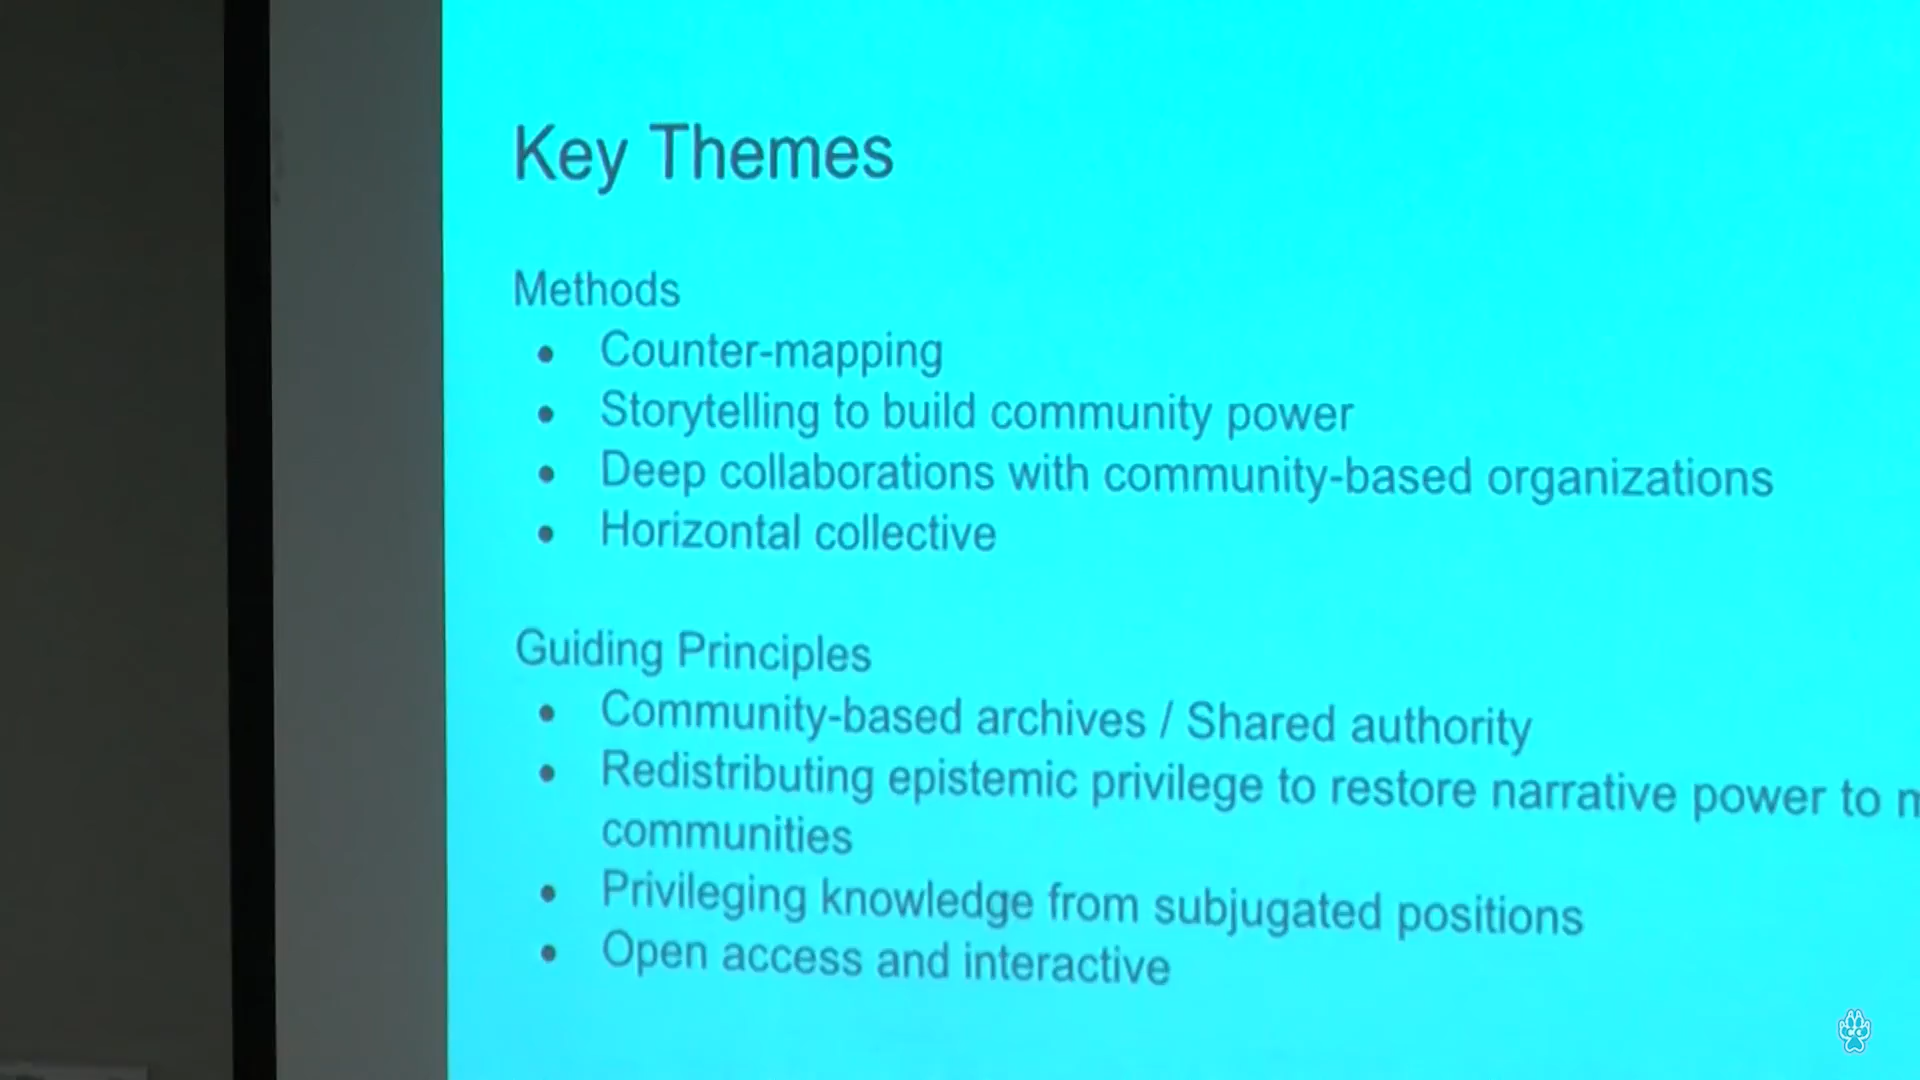 Key Themes
Methods
• Counter-mapping
• Storytelling to build community power
• Deep collaborations with community-based organizations
• Horizontal collective
Guiding Principles
• Community-based archives / Shared authority
• Redistributing epistemic privilege to restore narrative power to
communities
• Privileging knowledge from subjugated positions
• Open access and interactive